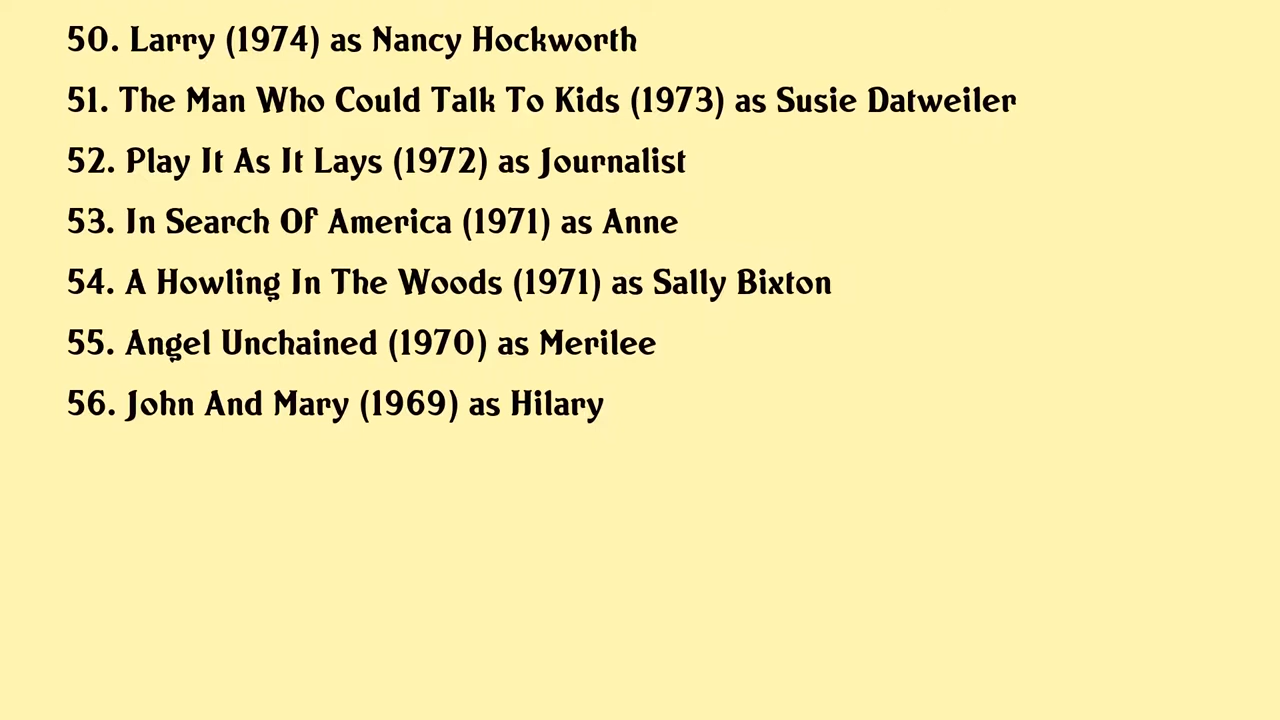 50. Larry (1974) as Nancy Hockworth
51. The Man Who Could Talk To Kids (1973) as Susie Datweiler
52. Play It As It Lays (1972) as Journalist
53. In Search Of America (1971) as Anne
54. A Howling In The Woods (1971) as Sally Bixton
55. Angel Unchained (1970) as Merilee
56. John And Mary (1969) as Hilary